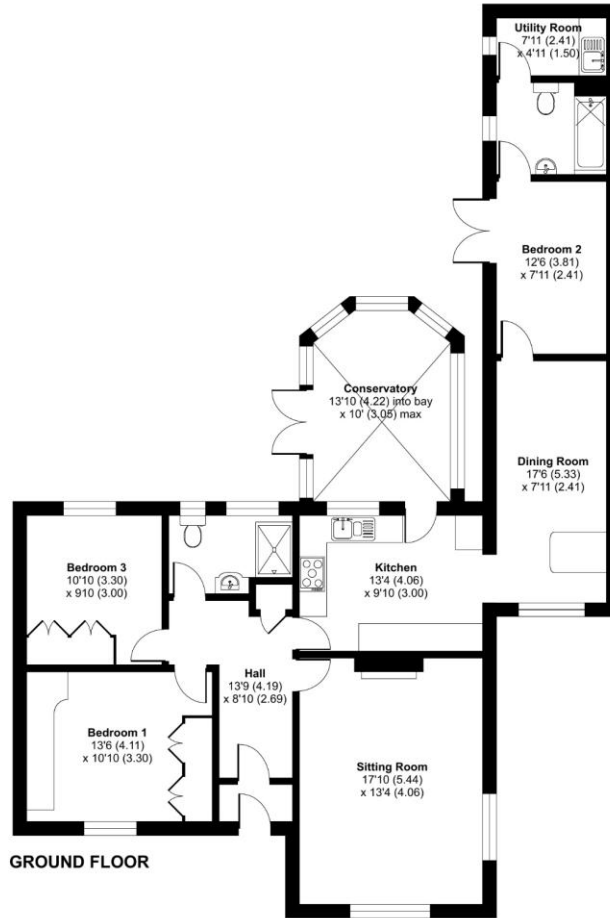 Utility Room
7'11 (2.41)
x 4'11 (1.50)
Bedroom 2
12'6 (3.81)
x 7'11 (2.41)
Conservatory
13'10 (4.22) into bay
x 10' (3.05) max
Dining Room
17'6 (5.33)
x 7'11 (2.41)
Bedroom 3
10'10 (3.30)
x 9'10 (3.00)
Kitchen
13'4 (4.06)
x 9'10 (3.00)
Hall
13'9 (4.19)
x 8'10 (2.69)
Bedroom 1
13'6 (4.11)
x 10'10 (3.30)
Sitting Room
17'10 (5.44)
x 13'4 (4.06)
GROUND FLOOR